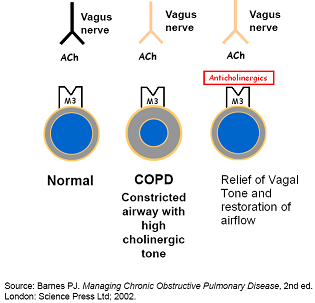 Vagus nerve
Vagus nerve
Vagus nerve
ACh
ACh
ACh
Anticholinergics
M3
M3
M3
Normal
COPD
Constricted
airway with
high
cholinergic
tone
Relief of Vagal
Tone and
restoration of
airflow
Source: Barnes PJ. Managing Chronic Obstructive Pulmonary Disease, 2nd ed.
London: Science Press Ltd; 2002.